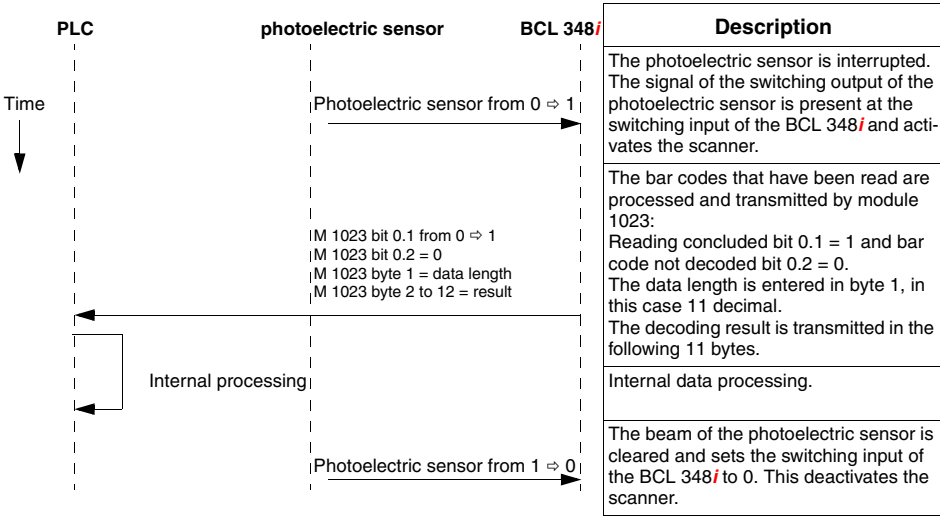 PLC photoelectric sensor BCL 348i
Description
The photoelectric sensor is interrupted.
The signal of the switching output of the
photoelectric sensor is present at the
switching input of the BCL 348i and acti-
vates the scanner.
Time
Photoelectric sensor from 0 ⇨ 1
The bar codes that have been read are
processed and transmitted by module
1023:
Reading concluded bit 0.1 = 1 and bar
code not decoded bit 0.2 = 0.
The data length is entered in byte 1, in
this case 11 decimal.
The decoding result is transmitted in the
following 11 bytes.
M 1023 bit 0.1 from 0 ⇨ 1
M 1023 bit 0.2 = 0
M 1023 byte 1 = data length
M 1023 byte 2 to 12 = result
Internal processing
Internal data processing.
Photoelectric sensor from 1 ⇨ 0
The beam of the photoelectric sensor is
cleared and sets the switching input of
the BCL 348i to 0. This deactivates the
scanner.